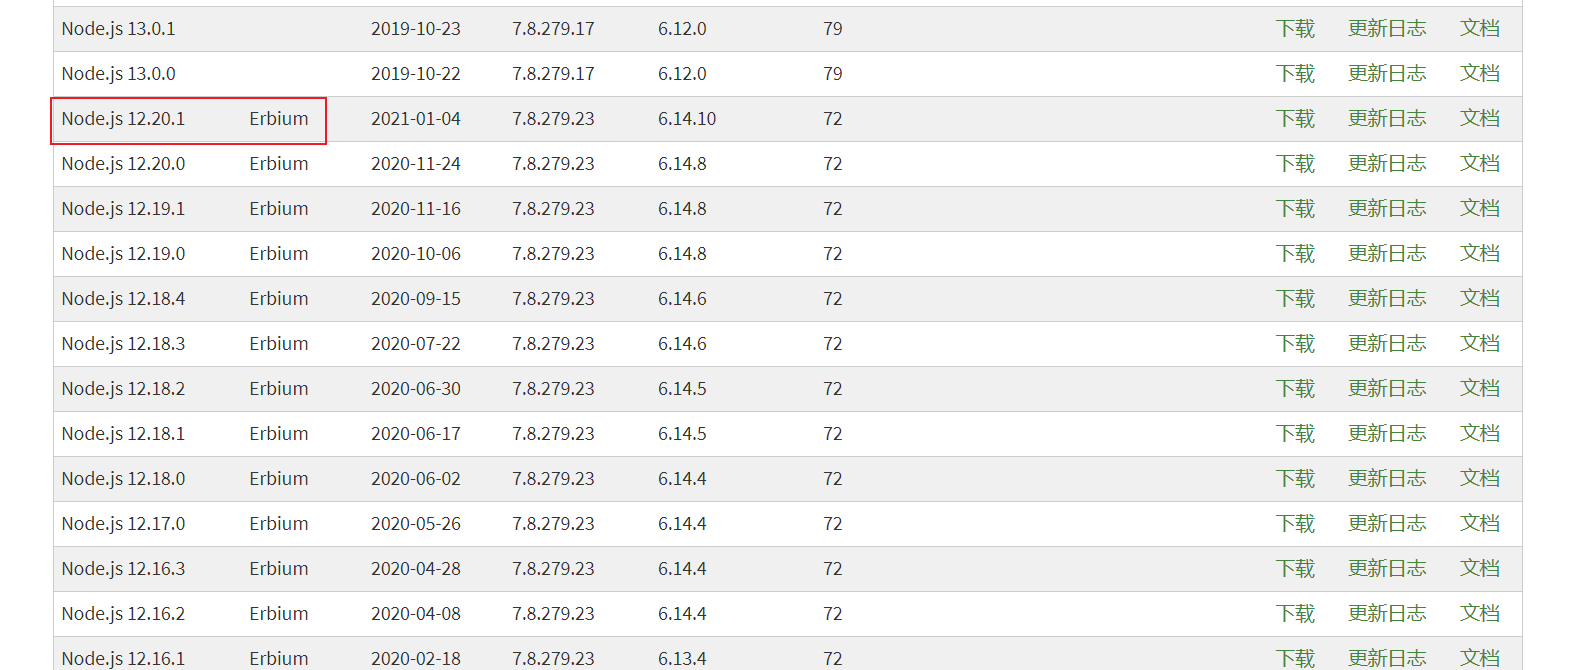 Node.js 13.0.1 2019-10-23 7.8.279.17 6.12.0 79 下载 更新日志 文档
Node.js 13.0.0 2019-10-22 7.8.279.17 6.12.0 79 下载 更新日志 文档
Node.js 12.20.1 Erbium 2021-01-04 7.8.279.23 6.14.10 72 下载 更新日志 文档
Node.js 12.20.0 Erbium 2020-11-24 7.8.279.23 6.14.8 72 下载 更新日志 文档
Node.js 12.19.1 Erbium 2020-11-16 7.8.279.23 6.14.8 72 下载 更新日志 文档
Node.js 12.19.0 Erbium 2020-10-06 7.8.279.23 6.14.8 72 下载 更新日志 文档
Node.js 12.18.4 Erbium 2020-09-15 7.8.279.23 6.14.6 72 下载 更新日志 文档
Node.js 12.18.3 Erbium 2020-07-22 7.8.279.23 6.14.6 72 下载 更新日志 文档
Node.js 12.18.2 Erbium 2020-06-30 7.8.279.23 6.14.5 72 下载 更新日志 文档
Node.js 12.18.1 Erbium 2020-06-17 7.8.279.23 6.14.5 72 下载 更新日志 文档
Node.js 12.18.0 Erbium 2020-06-02 7.8.279.23 6.14.4 72 下载 更新日志 文档
Node.js 12.17.0 Erbium 2020-05-26 7.8.279.23 6.14.4 72 下载 更新日志 文档
Node.js 12.16.3 Erbium 2020-04-28 7.8.279.23 6.14.4 72 下载 更新日志 文档
Node.js 12.16.2 Erbium 2020-04-08 7.8.279.23 6.14.4 72 下载 更新日志 文档
Node.js 12.16.1 Erbium 2020-02-18 7.8.279.23 6.13.4 72 下载 更新日志 文档